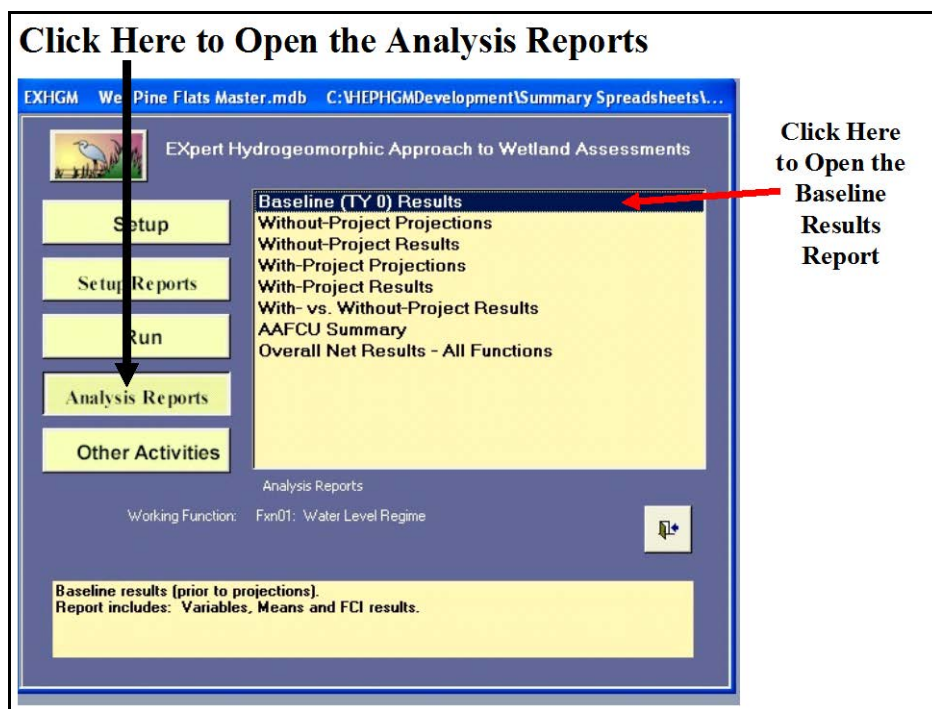 Click Here to Open the Analysis Reports
EXHGM We Pine Flats Master.mdb C:\HEPHGMDevelopment\Summary Spreadsheets\...
EXpert Hydrogeomorphic Approach to Wetland Assessments
Click Here
to Open the
Baseline
Results
Report
Setup
Setup Reports
Run
Analysis Reports
Other Activities
Baseline (TY 0) Results
Without-Project Projections
Without-Project Results
With-Project Projections
With-Project Results
With- vs. Without-Project Results
AAFCU Summary
Overall Net Results - All Functions
Analysis Reports
Working Function: Fxn01: Water Level Regime
Baseline results (prior to projections).
Report includes: Variables, Means and FCI results.